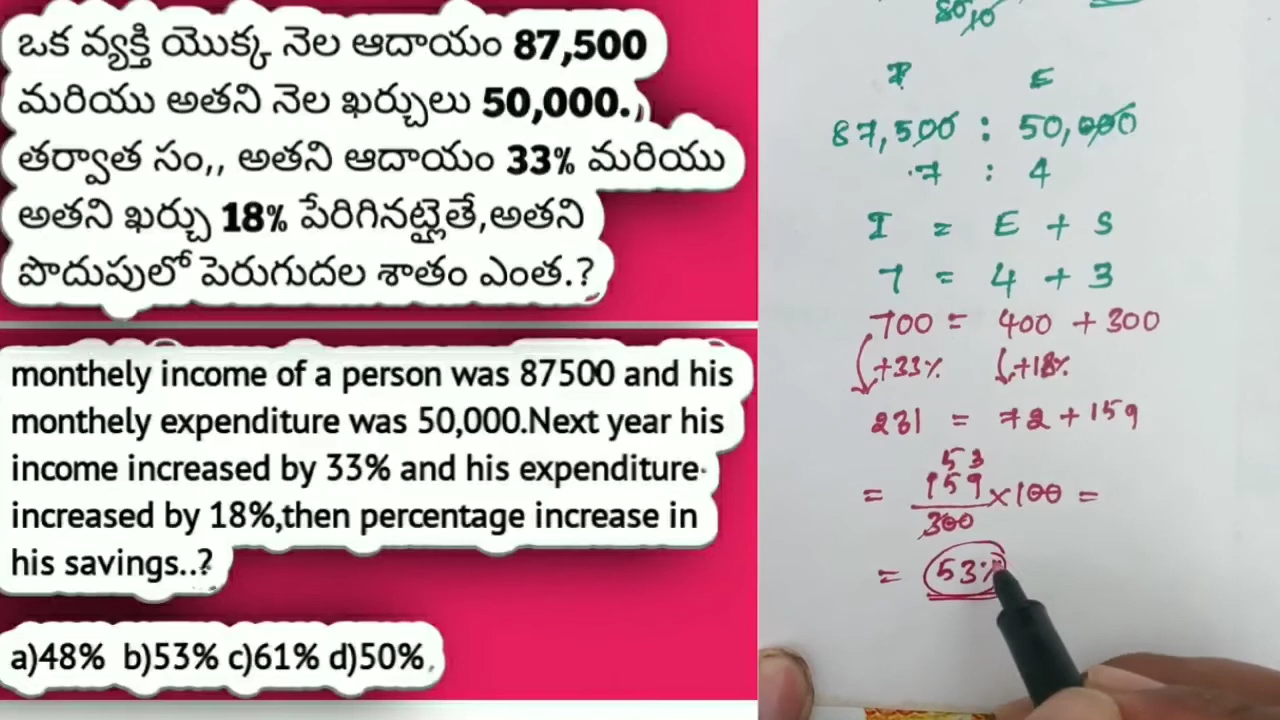 ఒక వ్యక్తి యొక్క నెల ఆదాయం 87,500
మరియు అతని నెల ఖర్చులు 50,000.
తర్వాత సం,, అతని ఆదాయం 33% మరియు
అతని ఖర్చు 18% పేరిగినట్లైతే,అతని
పొదుపులో పెరుగుదల శాతం ఎంత.?
monthely income of a person was 87500 and his
monthely expenditure was 50,000.Next year his
income increased by 33% and his expenditure
increased by 18%,then percentage increase in
his savings..?
a)48% b)53% c)61% d)50%
I E
87,500 : 50,000
7 : 4
I = E + S
7 = 4 + 3
700 = 400 + 300
+33% +18%
231 = 72 + 159
53
= 159/300 × 100 =
= 53%